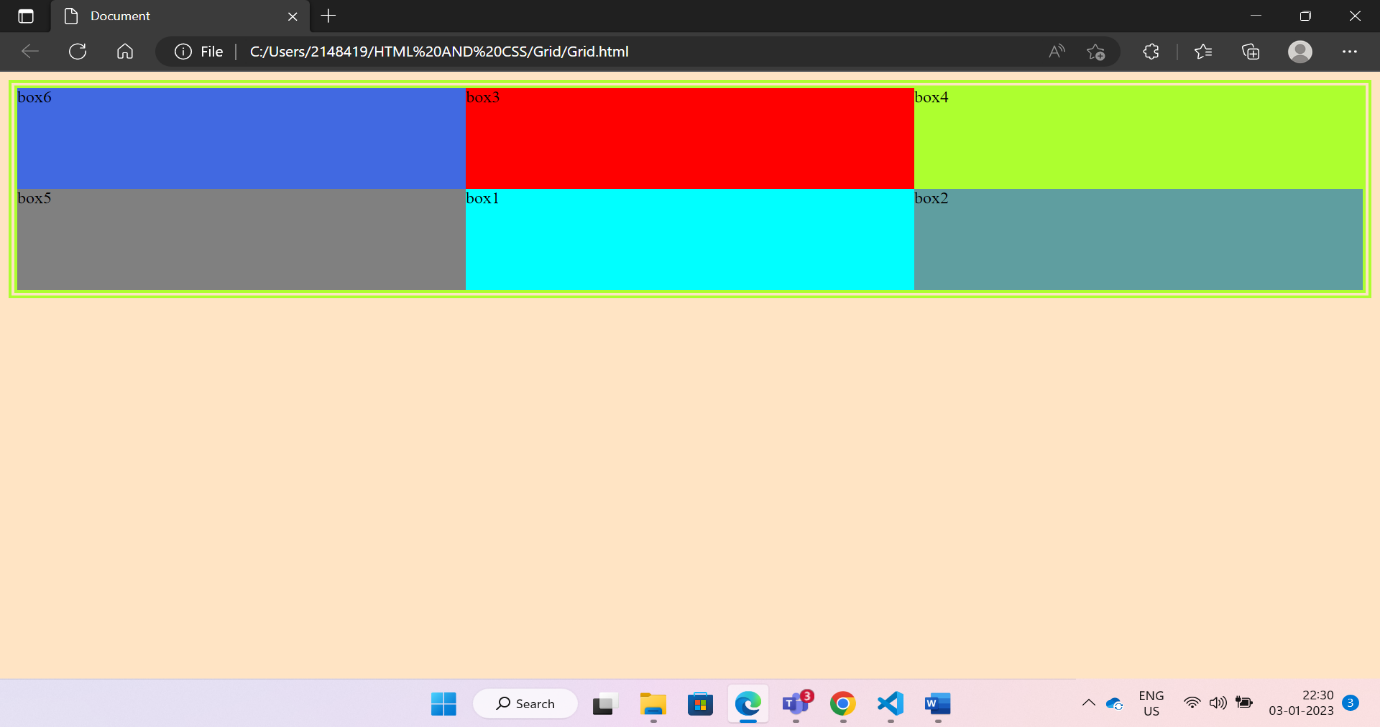 Document
File
C:/Users/2148419/HTML%20AND%20CSS/Grid/Grid.html
box6
box3
box4
box5
box1
box2
Search
3
ENG
US
22:30
03-01-2023
3